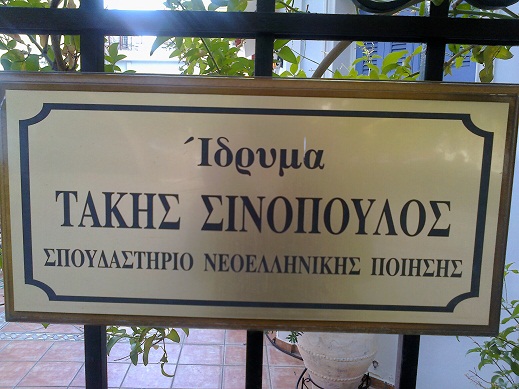 Ίδρυμα
ΤΑΚΗΣ ΣΙΝΟΠΟΥΛΟΣ
ΣΠΟΥΔΑΣΤΗΡΙΟ ΝΕΟΕΛΛΗΝΙΚΗΣ ΠΟΙΗΣΗΣ